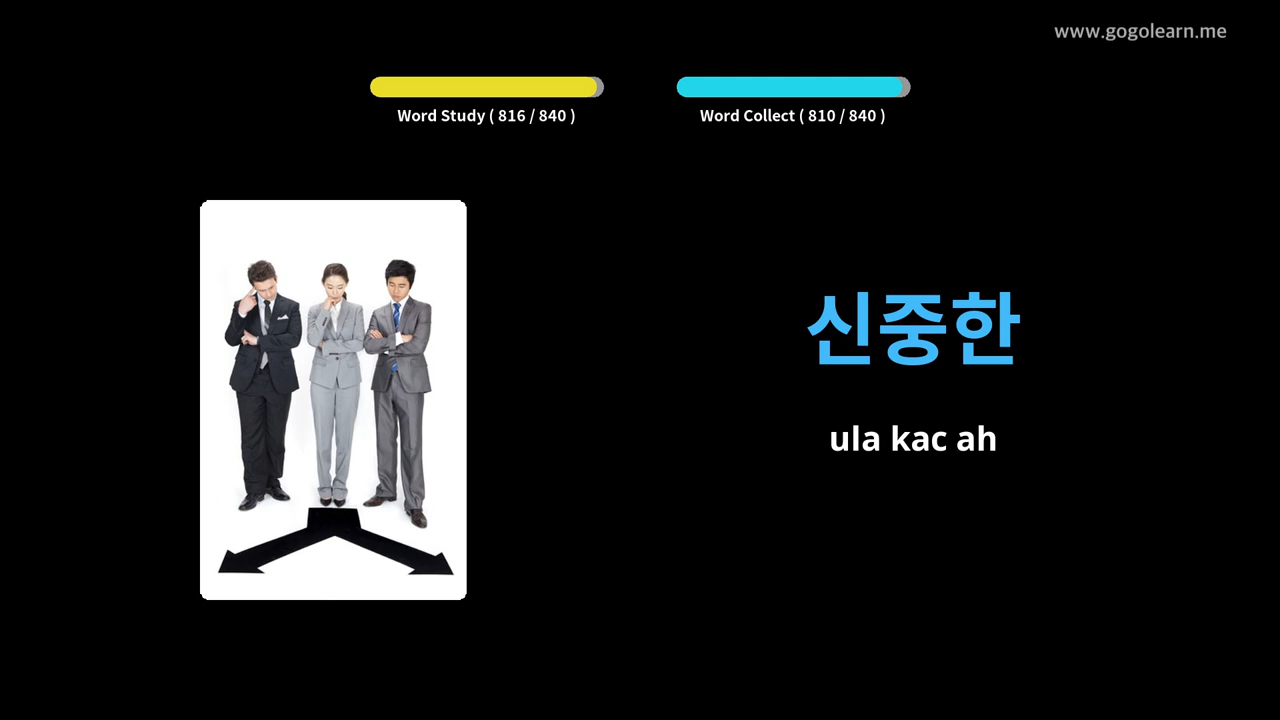 www.gogolearn.me
Word Study ( 816 / 840 )
Word Collect ( 810 / 840 )
신중한
ula kac ah